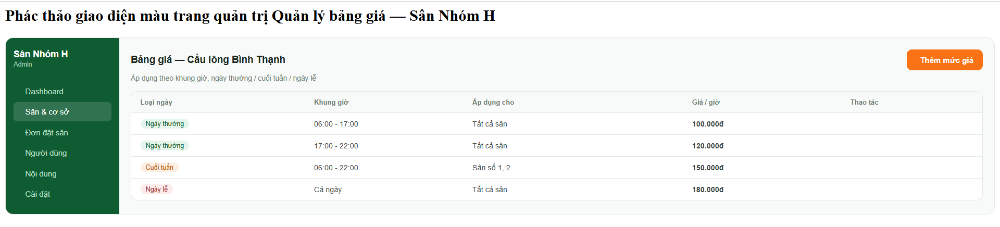 Phác thảo giao diện màu trang quản trị Quản lý bảng giá — Sân Nhóm H
Sân Nhóm H
Admin
Dashboard
Sân & cơ sở
Đơn đặt sân
Người dùng
Nội dung
Cài đặt
Bảng giá — Cầu lông Bình Thạnh
Thêm mức giá
Áp dụng theo khung giờ, ngày thường / cuối tuần / ngày lễ
Loại ngày Khung giờ Áp dụng cho Giá / giờ Thao tác
Ngày thường 06:00 - 17:00 Tất cả sân 100.000đ
Ngày thường 17:00 - 22:00 Tất cả sân 120.000đ
Cuối tuần 06:00 - 22:00 Sân số 1, 2 150.000đ
Ngày lễ Cả ngày Tất cả sân 180.000đ